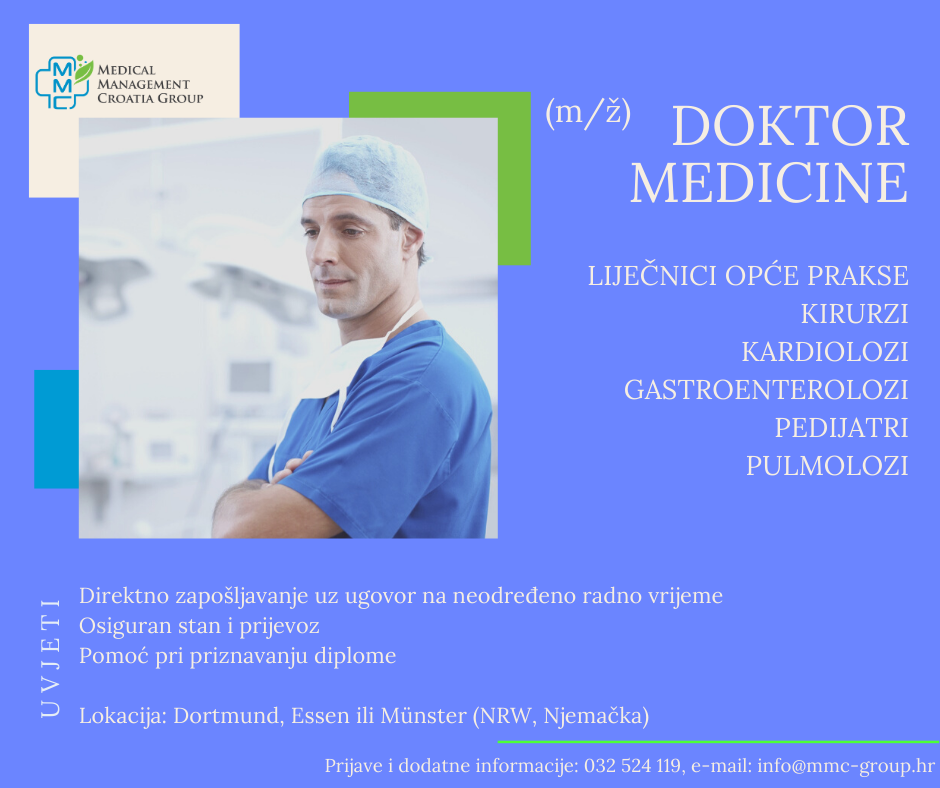 MMC
MEDICAL
MANAGEMENT
CROATIA GROUP
(m/ž) DOKTOR
MEDICINE
LIJEČNICI OPĆE PRAKSE
KIRURZI
KARDIOLOZI
GASTROENTEROLOZI
PEDIJATRI
PULMOLOZI
UVJETI
Direktno zapošljavanje uz ugovor na neodređeno radno vrijeme
Osiguran stan i prijevoz
Pomoć pri priznavanju diplome
Lokacija: Dortmund, Essen ili Münster (NRW, Njemačka)
Prijave i dodatne informacije: 032 524 119, e-mail: info@mmc-group.hr